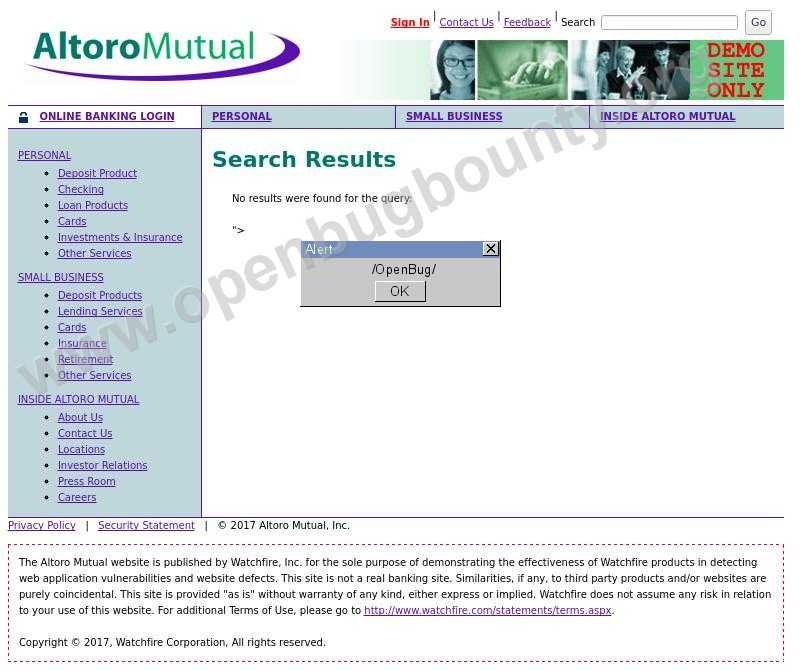 Sign In | Contact Us | Feedback | Search Go
AltoroMutual
DEMO
SITE
ONLY
ONLINE BANKING LOGIN PERSONAL SMALL BUSINESS INSIDE ALTORO MUTUAL
PERSONAL
Deposit Product
Checking
Loan Products
Cards
Investments & Insurance
Other Services
SMALL BUSINESS
Deposit Products
Lending Services
Cards
Insurance
Retirement
Other Services
INSIDE ALTORO MUTUAL
About Us
Contact Us
Locations
Investor Relations
Press Room
Careers
Search Results
No results were found for the query:
">
Alert
/OpenBug/
OK
www.openbugbounty.org
Privacy Policy | Security Statement | © 2017 Altoro Mutual, Inc.
The Altoro Mutual website is published by Watchfire, Inc. for the sole purpose of demonstrating the effectiveness of Watchfire products in detecting
web application vulnerabilities and website defects. This site is not a real banking site. Similarities, if any, to third party products and/or websites are
purely coincidental. This site is provided "as is" without warranty of any kind, either express or implied. Watchfire does not assume any risk in relation
to your use of this website. For additional Terms of Use, please go to http://www.watchfire.com/statements/terms.aspx.
Copyright © 2017, Watchfire Corporation, All rights reserved.